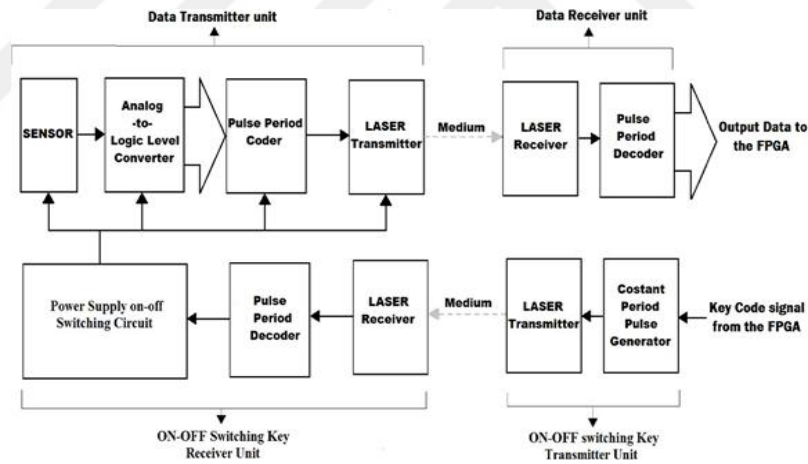 Data Transmitter unit
Data Receiver unit
SENSOR
Analog
-to-
Logic Level
Converter
Pulse Period
Coder
LASER
Transmitter
Medium
LASER
Receiver
Pulse
Period
Decoder
Output Data to
the FPGA
Power Supply on-off
Switching Circuit
Pulse
Period
Decoder
LASER
Receiver
Medium
LASER
Transmitter
Costant
Period
Pulse
Generator
Key Code signal
from the FPGA
ON-OFF Switching Key
Receiver Unit
ON-OFF switching Key
Transmitter Unit